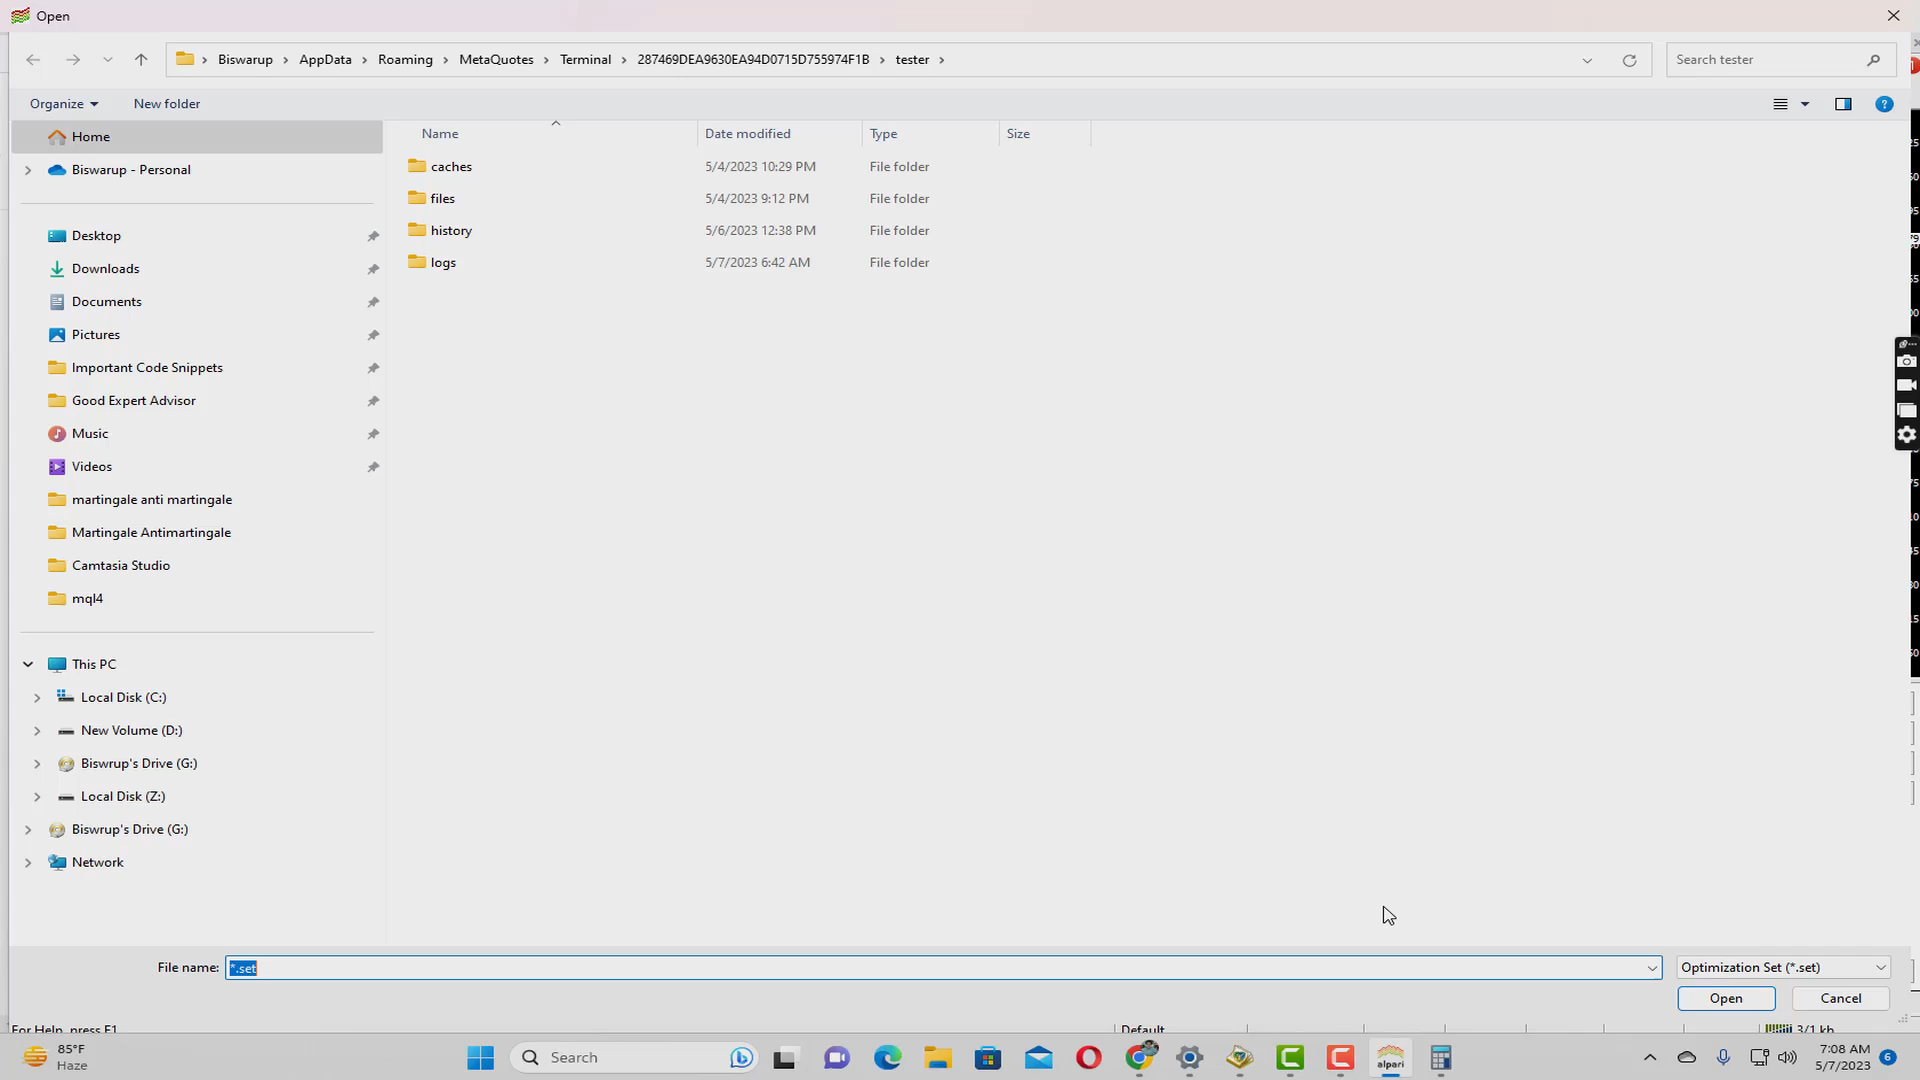 Open
Biswarup > AppData > Roaming > MetaQuotes > Terminal > 287469DEA9630EA94D0715D755974F1B > tester >
Search tester
Organize
New folder
Name
Date modified
Type
Size
caches 5/4/2023 10:29 PM File folder
files 5/4/2023 9:12 PM File folder
history 5/6/2023 12:38 PM File folder
logs 5/7/2023 6:42 AM File folder
Home
Biswarup - Personal
Desktop
Downloads
Documents
Pictures
Important Code Snippets
Good Expert Advisor
Music
Videos
martingale anti martingale
Martingale Antimartingale
Camtasia Studio
mql4
This PC
Local Disk (C:)
New Volume (D:)
Biswrup's Drive (G:)
Local Disk (Z:)
Biswrup's Drive (G:)
Network
File name: *.set
Optimization Set (*.set)
Open
Cancel
For Help, press F1
Default
3/1 kb
85°F
Haze
Search
alpari
7:08 AM
5/7/2023
6